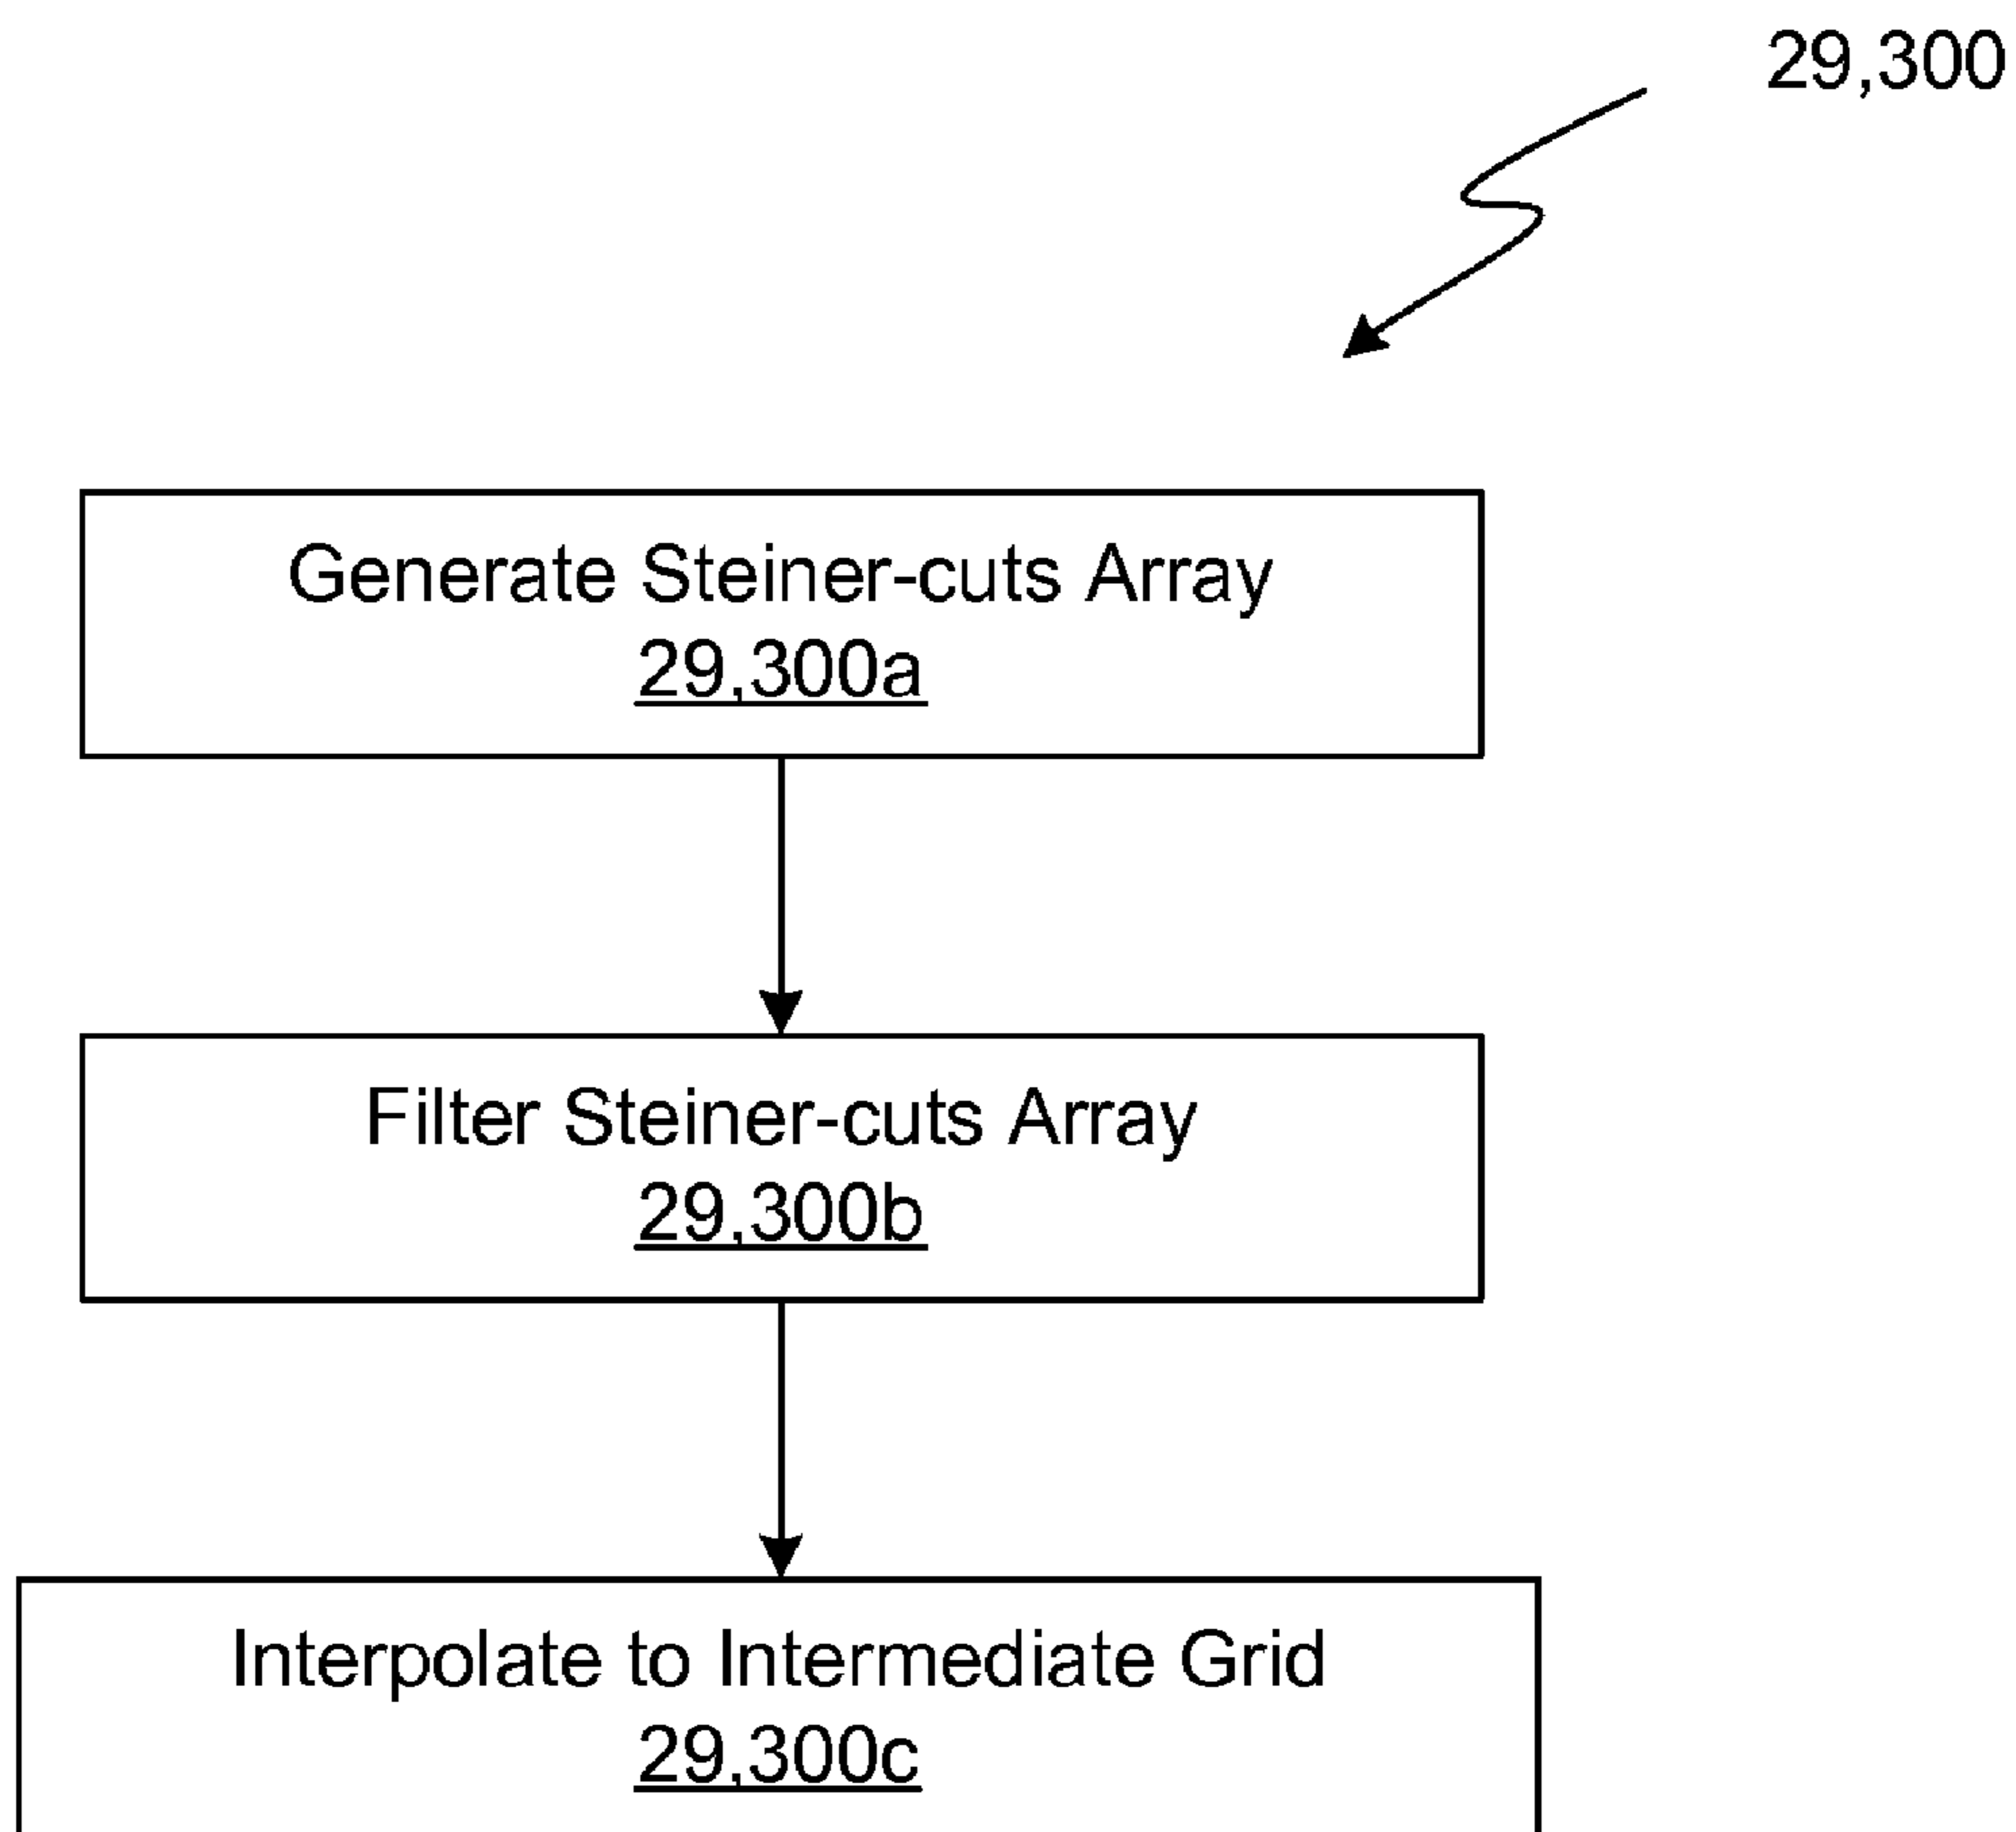 29,300
Generate Steiner-cuts Array
29,300a
Filter Steiner-cuts Array
29,300b
Interpolate to Intermediate Grid
29,300c